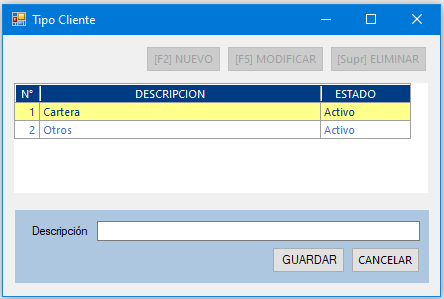 Tipo Cliente
[F2] NUEVO [F5] MODIFICAR [Supr] ELIMINAR
N° DESCRIPCION ESTADO
1 Cartera Activo
2 Otros Activo
Descripción
GUARDAR CANCELAR